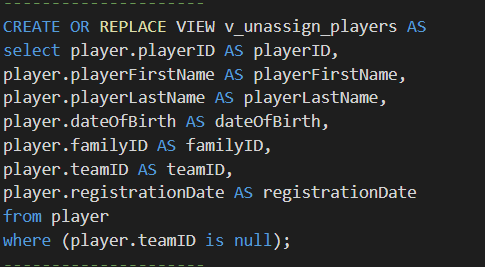 ---------------------
CREATE OR REPLACE VIEW v_unassign_players AS
select player.playerID AS playerID,
player.playerFirstName AS playerFirstName,
player.playerLastName AS playerLastName,
player.dateOfBirth AS dateOfBirth,
player.familyID AS familyID,
player.teamID AS teamID,
player.registrationDate AS registrationDate
from player
where (player.teamID is null);
---------------------